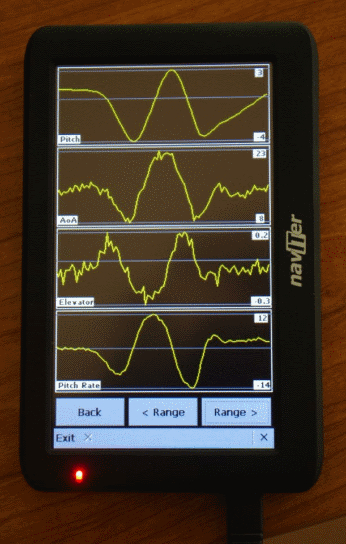 3
Pitch
-4
23
AoA
8
0.2
Elevator
-0.3
12
Pitch Rate
-14
Back
< Range
Range >
Exit ×
×
naviter